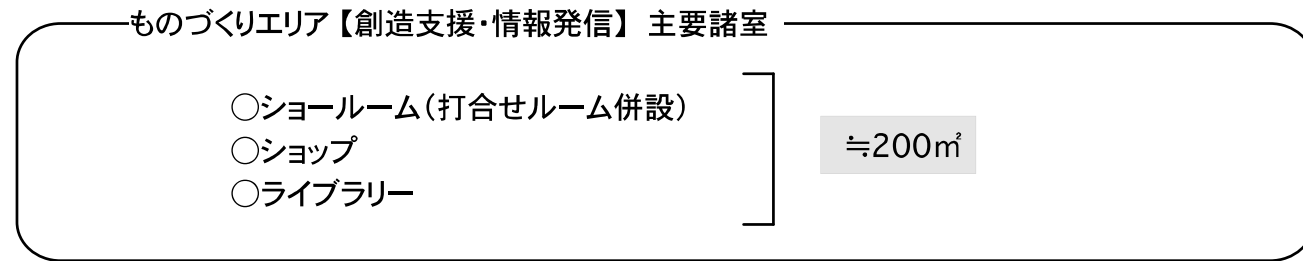 ものづくりエリア【創造支援・情報発信】 主要諸室
○ショールーム(打合せルーム併設)
○ショップ
○ライブラリー
≒200㎡